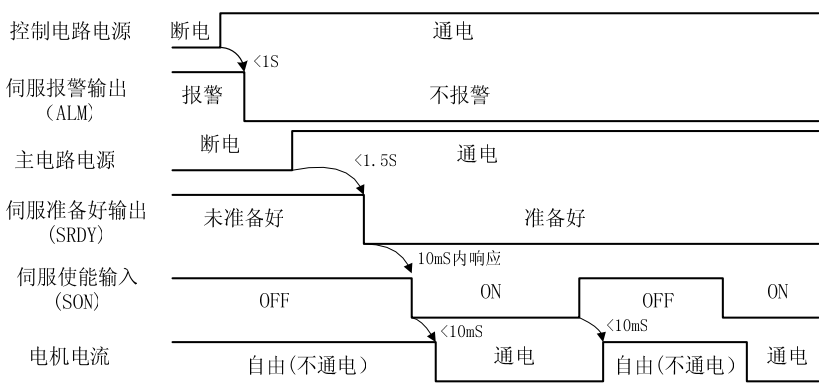 控制电路电源 断电 通电
<1S
伺服报警输出
(ALM)
报警 不报警
断电
主电路电源 <1.5S 通电
伺服准备好输出
(SRDY)
未准备好 准备好
10mS内响应
伺服使能输入
(SON)
OFF ON OFF ON
<10mS <10mS
电机电流 自由(不通电) 通电 自由(不通电) 通电